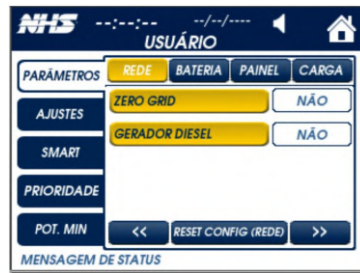 NHS --:--:-- --/--/----
USUÁRIO
PARÂMETROS REDE BATERIA PAINEL CARGA
ZERO GRID NÃO
AJUSTES
GERADOR DIESEL NÃO
SMART
PRIORIDADE
POT. MIN << RESET CONFIG (REDE) >>
MENSAGEM DE STATUS